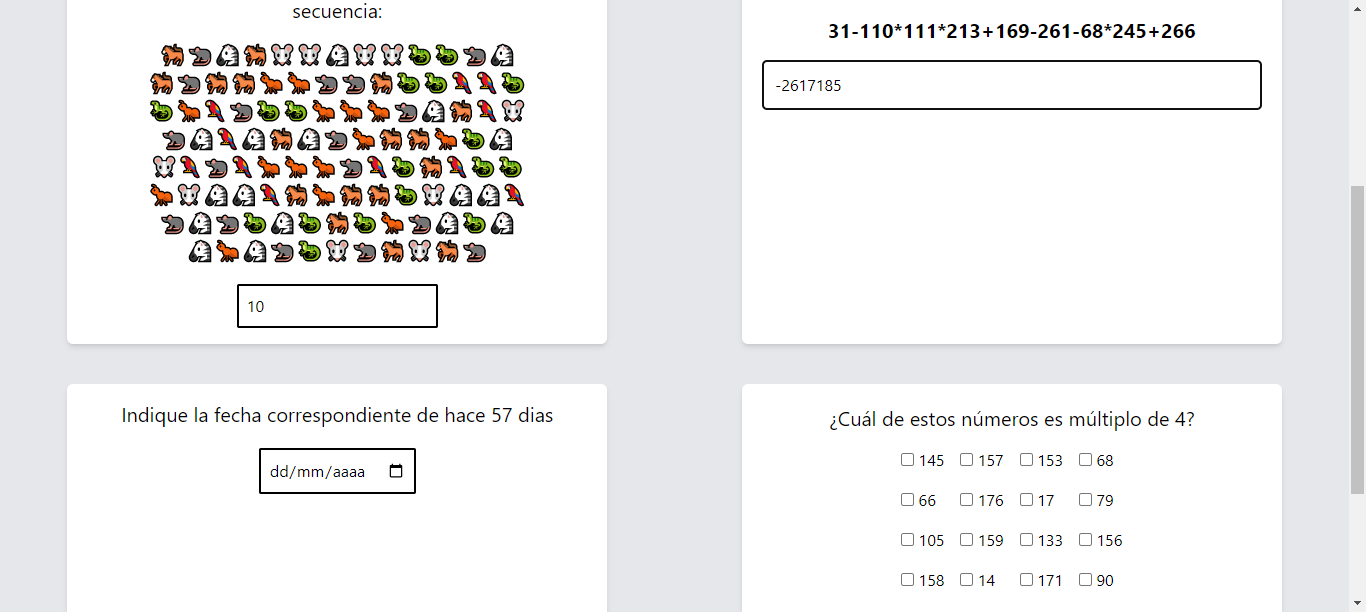 secuencia:
10
31-110*111*213+169-261-68*245+266
-2617185
Indique la fecha correspondiente de hace 57 dias
dd/mm/aaaa
¿Cuál de estos números es múltiplo de 4?
145 157 153 68
66 176 17 79
105 159 133 156
158 14 171 90